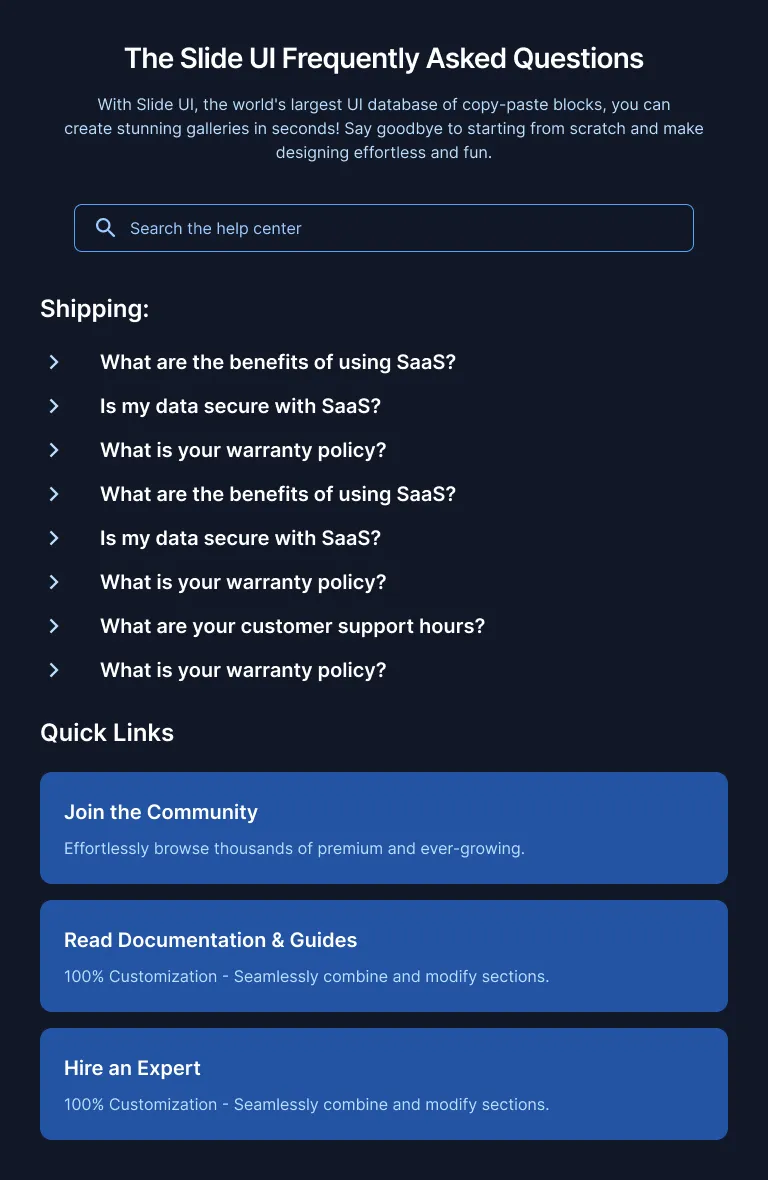 The Slide UI Frequently Asked Questions
With Slide UI, the world's largest UI database of copy-paste blocks, you can
create stunning galleries in seconds! Say goodbye to starting from scratch and make
designing effortless and fun.
Search the help center
Shipping:
What are the benefits of using SaaS?
Is my data secure with SaaS?
What is your warranty policy?
What are the benefits of using SaaS?
Is my data secure with SaaS?
What is your warranty policy?
What are your customer support hours?
What is your warranty policy?
Quick Links
Join the Community
Effortlessly browse thousands of premium and ever-growing.
Read Documentation & Guides
100% Customization - Seamlessly combine and modify sections.
Hire an Expert
100% Customization - Seamlessly combine and modify sections.